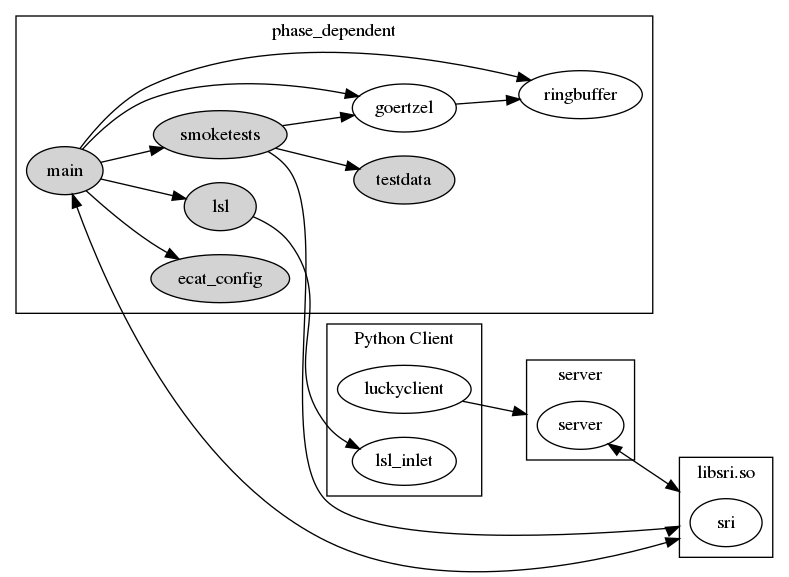 phase_dependent
ringbuffer
goertzel
smoketests
main
testdata
lsl
ecat_config
Python Client
luckyclient
lsl_inlet
server
server
libsri.so
sri